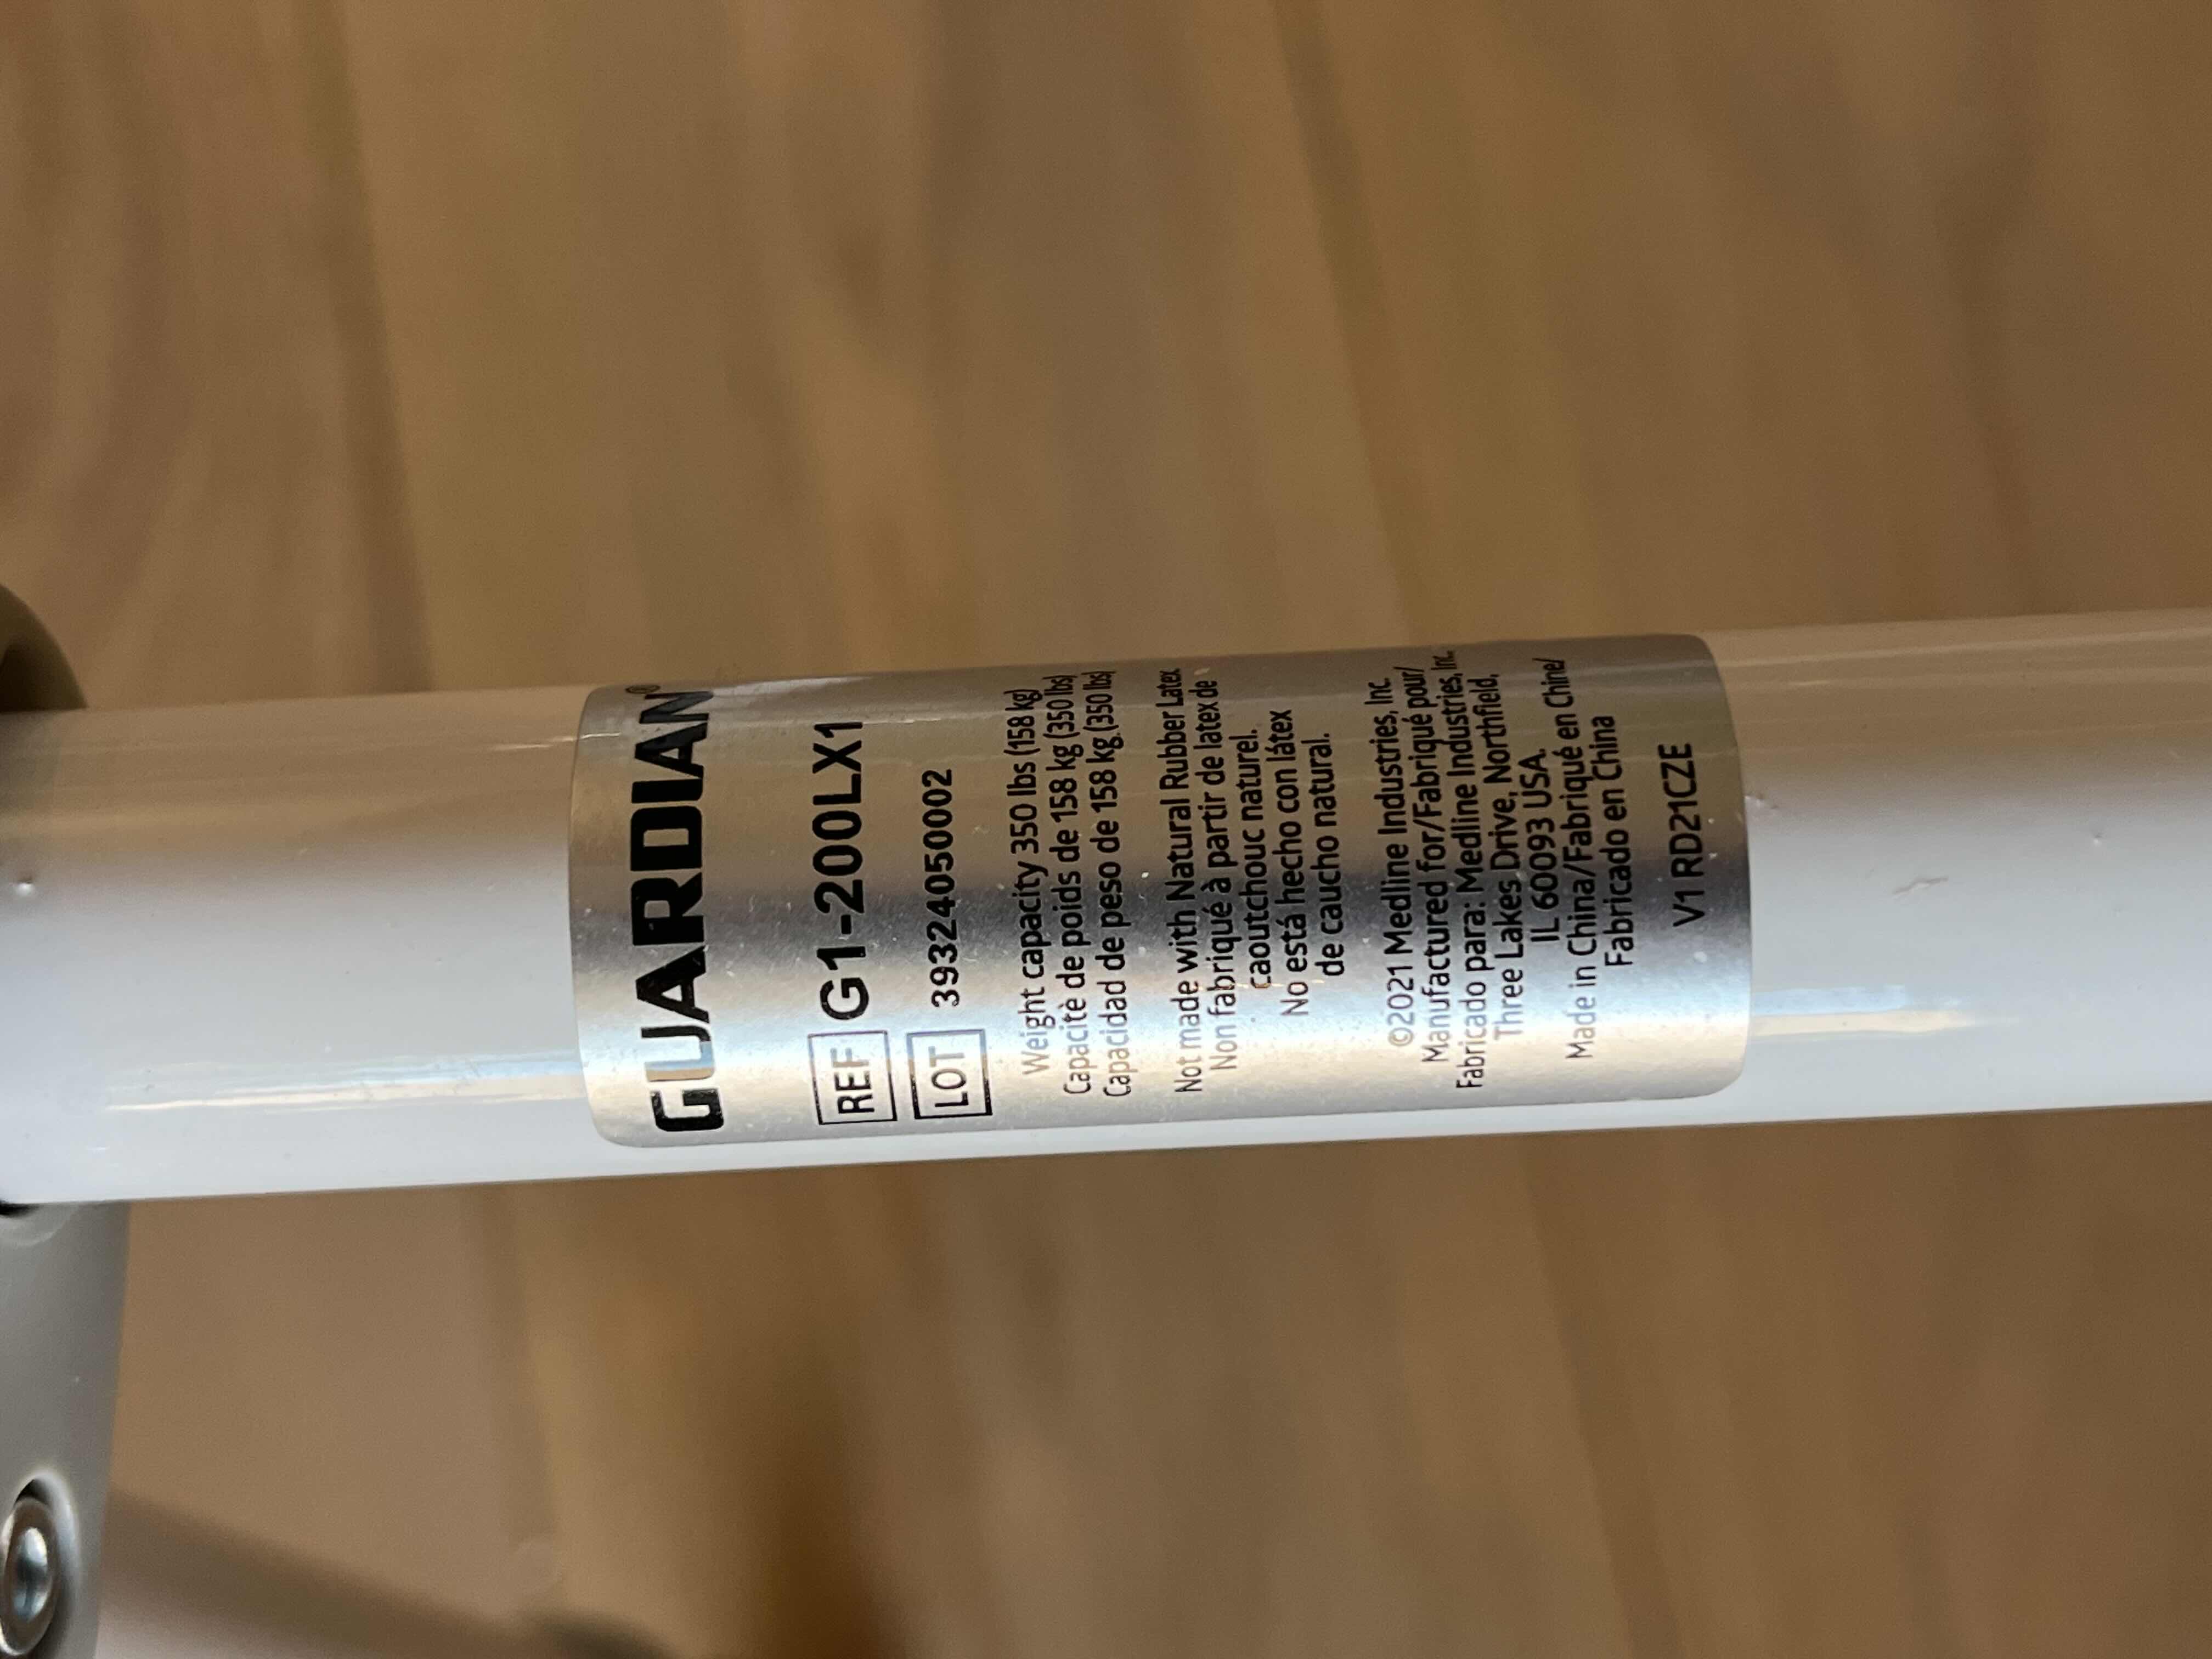 GUARDIAN®
REF G1-200LX1
LOT 39324050002
Weight capacity 350 lbs (158 kg)
Capacitè de poids de 158 kg (350 lbs)
Capacidad de peso de 158 kg (350 lbs)
Not made with Natural Rubber Latex
Non fabriqué à partir de latex de
caoutchouc naturel.
No está hecho con látex
de caucho natural.
©2021 Medline Industries, Inc
Manufactured for/Fabriqué pour/
Fabricado para: Medline Industries, Inc.
Three Lakes Drive, Northfield,
IL 60093 USA.
Made in China/Fabriqué en Chine/
Fabricado en China
V1 RD21CZE